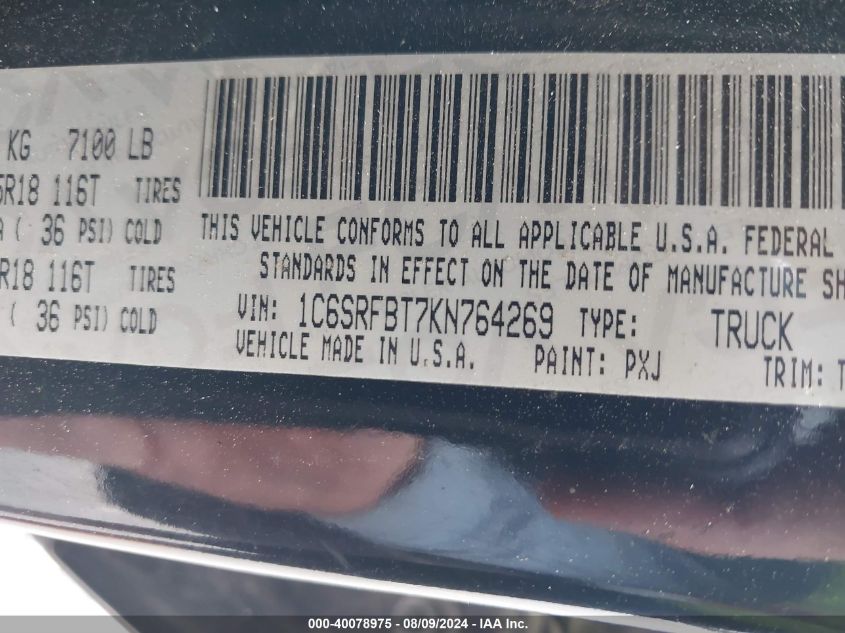 KG 7100 LB
R18 116T TIRES
( 36 PSI) COLD
R18 116T TIRES
( 36 PSI) COLD
THIS VEHICLE CONFORMS TO ALL APPLICABLE U.S.A. FEDERAL
STANDARDS IN EFFECT ON THE DATE OF MANUFACTURE SH
VIN: 1C6SRFBT7KN764269 TYPE: TRUCK
VEHICLE MADE IN U.S.A. PAINT: PXJ TRIM: T
000-40078975 - 08/09/2024 - IAA Inc.